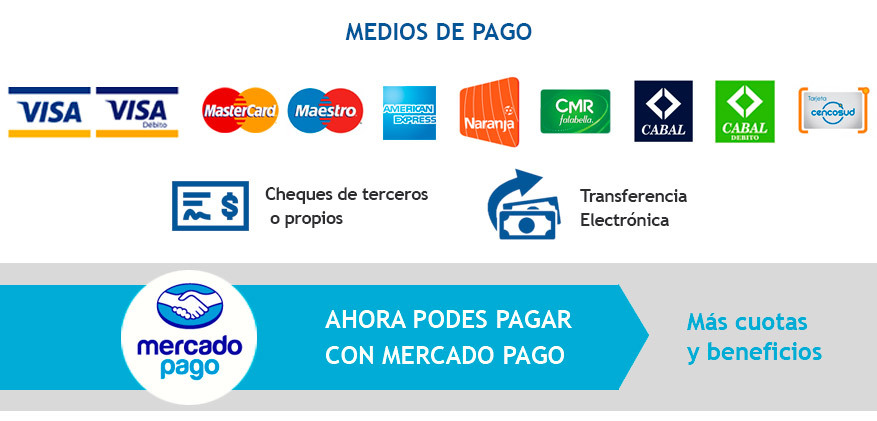 MEDIOS DE PAGO
VISA
VISA
Débito
MasterCard
Maestro
AMERICAN
EXPRESS
Naranja
CMR
falabella.
CABAL
CABAL
DEBITO
Tarjeta
cencosud
Cheques de terceros
o propios
Transferencia
Electrónica
mercado
pago
AHORA PODES PAGAR
CON MERCADO PAGO
Más cuotas
y beneficios